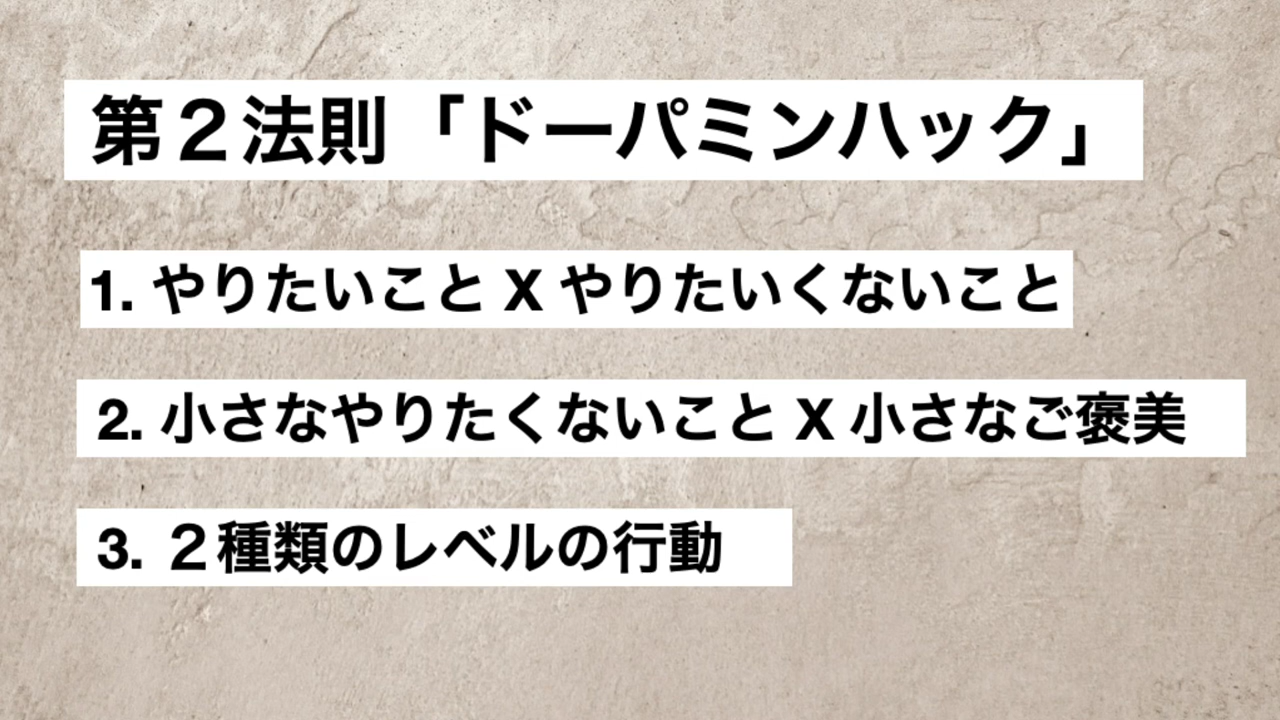 第２法則「ドーパミンハック」
1. やりたいこと X やりたいくないこと
2. 小さなやりたくないこと X 小さなご褒美
3. ２種類のレベルの行動